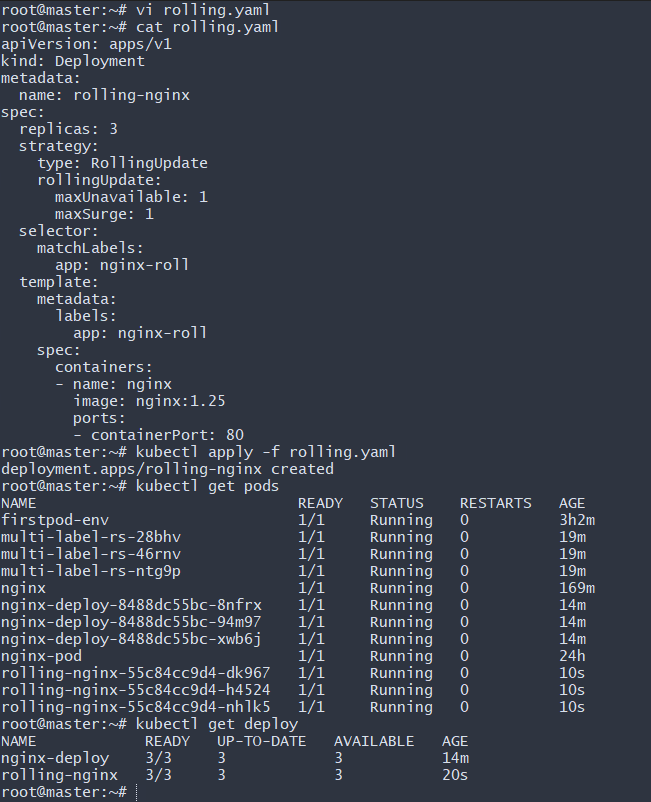 root@master:~# vi rolling.yaml
root@master:~# cat rolling.yaml
apiVersion: apps/v1
kind: Deployment
metadata:
  name: rolling-nginx
spec:
  replicas: 3
  strategy:
    type: RollingUpdate
    rollingUpdate:
      maxUnavailable: 1
      maxSurge: 1
  selector:
    matchLabels:
      app: nginx-roll
  template:
    metadata:
      labels:
        app: nginx-roll
    spec:
      containers:
      - name: nginx
        image: nginx:1.25
        ports:
        - containerPort: 80
root@master:~# kubectl apply -f rolling.yaml
deployment.apps/rolling-nginx created
root@master:~# kubectl get pods
NAME                             READY   STATUS    RESTARTS   AGE
firstpod-env                     1/1     Running   0          3h2m
multi-label-rs-28bhv             1/1     Running   0          19m
multi-label-rs-46rnv             1/1     Running   0          19m
multi-label-rs-ntg9p             1/1     Running   0          19m
nginx                            1/1     Running   0          169m
nginx-deploy-8488dc55bc-8nfrx    1/1     Running   0          14m
nginx-deploy-8488dc55bc-94m97    1/1     Running   0          14m
nginx-deploy-8488dc55bc-xwb6j    1/1     Running   0          14m
nginx-pod                        1/1     Running   0          24h
rolling-nginx-55c84cc9d4-dk967   1/1     Running   0          10s
rolling-nginx-55c84cc9d4-h4524   1/1     Running   0          10s
rolling-nginx-55c84cc9d4-nhlk5   1/1     Running   0          10s
root@master:~# kubectl get deploy
NAME            READY   UP-TO-DATE   AVAILABLE   AGE
nginx-deploy    3/3     3            3           14m
rolling-nginx   3/3     3            3           20s
root@master:~#